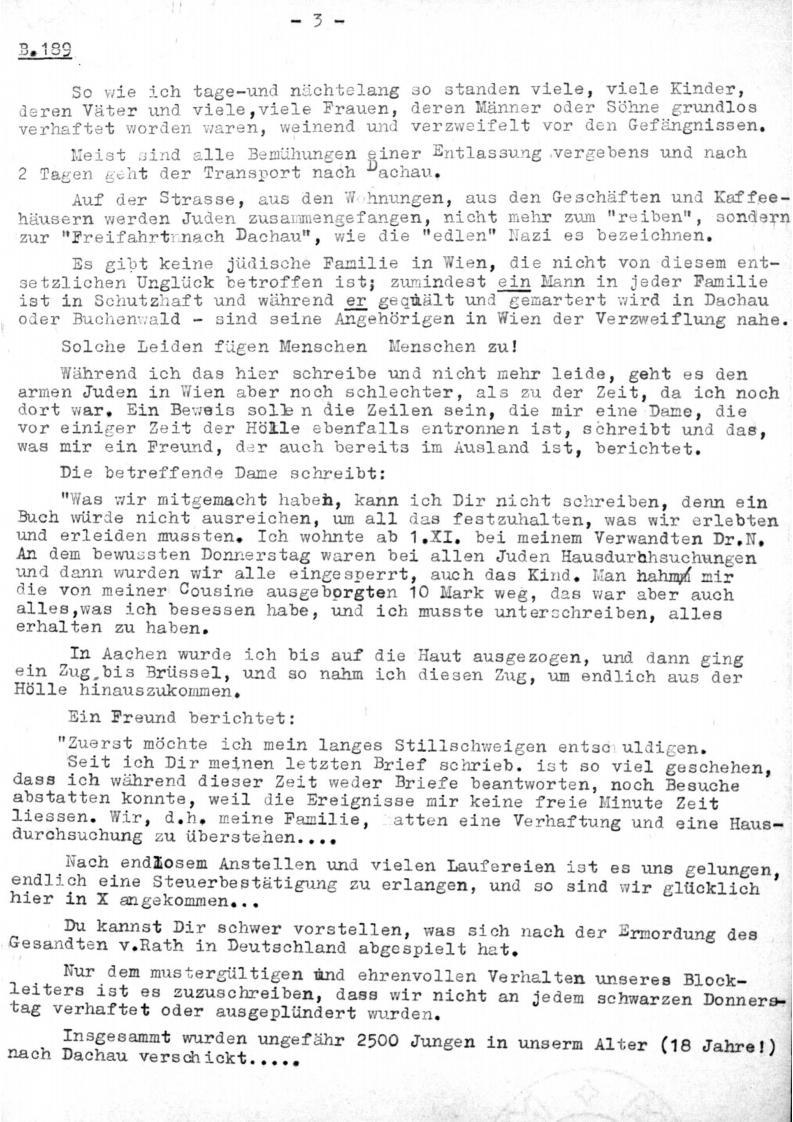 - 3 -
B.189
So wie ich tage-und nächtelang so standen viele, viele Kinder,
deren Väter und viele,viele Frauen, deren Männer oder Söhne grundlos
verhaftet worden waren, weinend und verzweifelt vor den Gefängnissen.
Meist sind alle Bemühungen einer Entlassung vergebens und nach
2 Tagen geht der Transport nach Dachau.
Auf der Strasse, aus den Wohnungen, aus den Geschäften und Kaffee-
häusern werden Juden zusammengefangen, nicht mehr zum "reiben", sondern
zur "Freifahrt nach Dachau", wie die "edlen" Nazi es bezeichnen.
Es gibt keine jüdische Familie in Wien, die nicht von diesem ent-
setzlichen Unglück betroffen ist; zumindest ein Mann in jeder Familie
ist in Schutzhaft und während er gequält und gemartert wird in Dachau
oder Buchenwald - sind seine Angehörigen in Wien der Verzweiflung nahe.
Solche Leiden fügen Menschen Menschen zu!
Während ich das hier schreibe und nicht mehr leide, geht es den
armen Juden in Wien aber noch schlechter, als zu der Zeit, da ich noch
dort war. Ein Beweis sollen die Zeilen sein, die mir eine Dame, die
vor einiger Zeit der Hölle ebenfalls entronnen ist, schreibt und das,
was mir ein Freund, der auch bereits im Ausland ist, berichtet.
Die betreffende Dame schreibt:
"Was wir mitgemacht haben, kann ich Dir nicht schreiben, denn ein
Buch würde nicht ausreichen, um all das festzuhalten, was wir erlebten
und erleiden mussten. Ich wohnte ab 1.XI. bei meinem Verwandten Dr.N.
An dem bewussten Donnerstag waren bei allen Juden Hausdurhhsuchungen
und dann wurden wir alle eingesperrt, auch das Kind. Man nahm mir
die von meiner Cousine ausgeborgten 10 Mark weg, das war aber auch
alles,was ich besessen habe, und ich musste unterschreiben, alles
erhalten zu haben.
In Aachen wurde ich bis auf die Haut ausgezogen, und dann ging
ein Zug bis Brüssel, und so nahm ich diesen Zug, um endlich aus der
Hölle hinauszukommen.
Ein Freund berichtet:
"Zuerst möchte ich mein langes Stillschweigen entschuldigen.
Seit ich Dir meinen letzten Brief schrieb. ist so viel geschehen,
dass ich während dieser Zeit weder Briefe beantworten, noch Besuche
abstatten konnte, weil die Ereignisse mir keine freie Minute Zeit
liessen. Wir, d.h. meine Familie, hatten eine Verhaftung und eine Haus-
durchsuchung zu überstehen....
Nach endlosem Anstellen und vielen Laufereien ist es uns gelungen,
endlich eine Steuerbestätigung zu erlangen, und so sind wir glücklich
hier in X angekommen...
Du kannst Dir schwer vorstellen, was sich nach der Ermordung des
Gesandten v.Rath in Deutschland abgespielt hat.
Nur dem mustergültigen und ehrenvollen Verhalten unseres Block-
leiters ist es zuzuschreiben, dass wir nicht an jedem schwarzen Donners-
tag verhaftet oder ausgeplündert wurden.
Insgesammt wurden ungefähr 2500 Jungen in unserm Alter (18 Jahre!)
nach Dachau verschickt.....